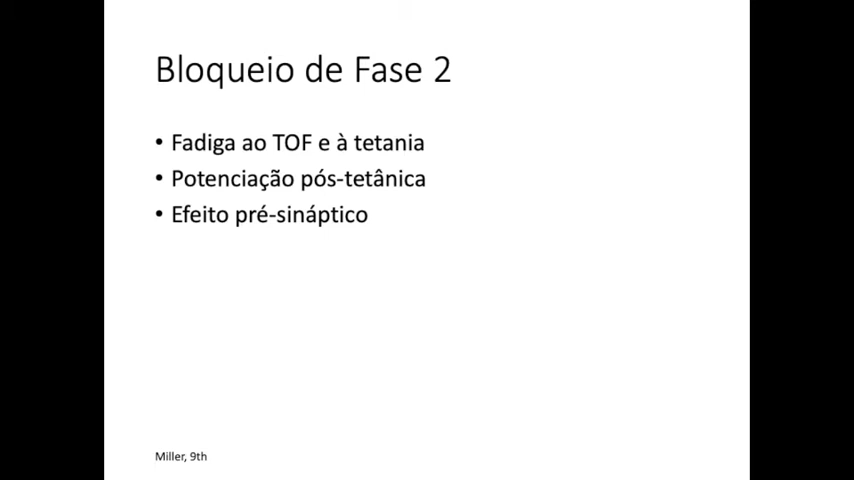 Bloqueio de Fase 2
• Fadiga ao TOF e à tetania
• Potenciação pós-tetânica
• Efeito pré-sináptico
Miller, 9th